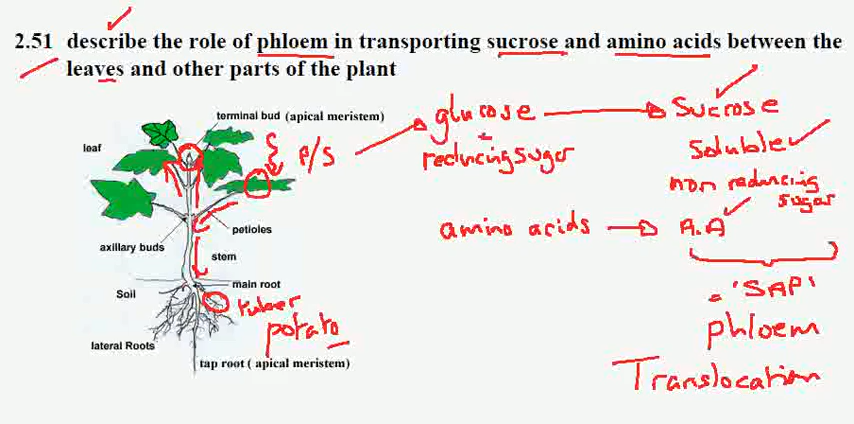 2.51 describe the role of phloem in transporting sucrose and amino acids between the
leaves and other parts of the plant
terminal bud (apical meristem)
leaf
P/S
glucose
Sucrose
reducing sugar
Soluble
non reducing
sugar
amino acids
A.A
petioles
axillary buds
stem
main root
Soil
tuber
potato
= 'SAP'
phloem
Translocation
lateral Roots
tap root ( apical meristem)